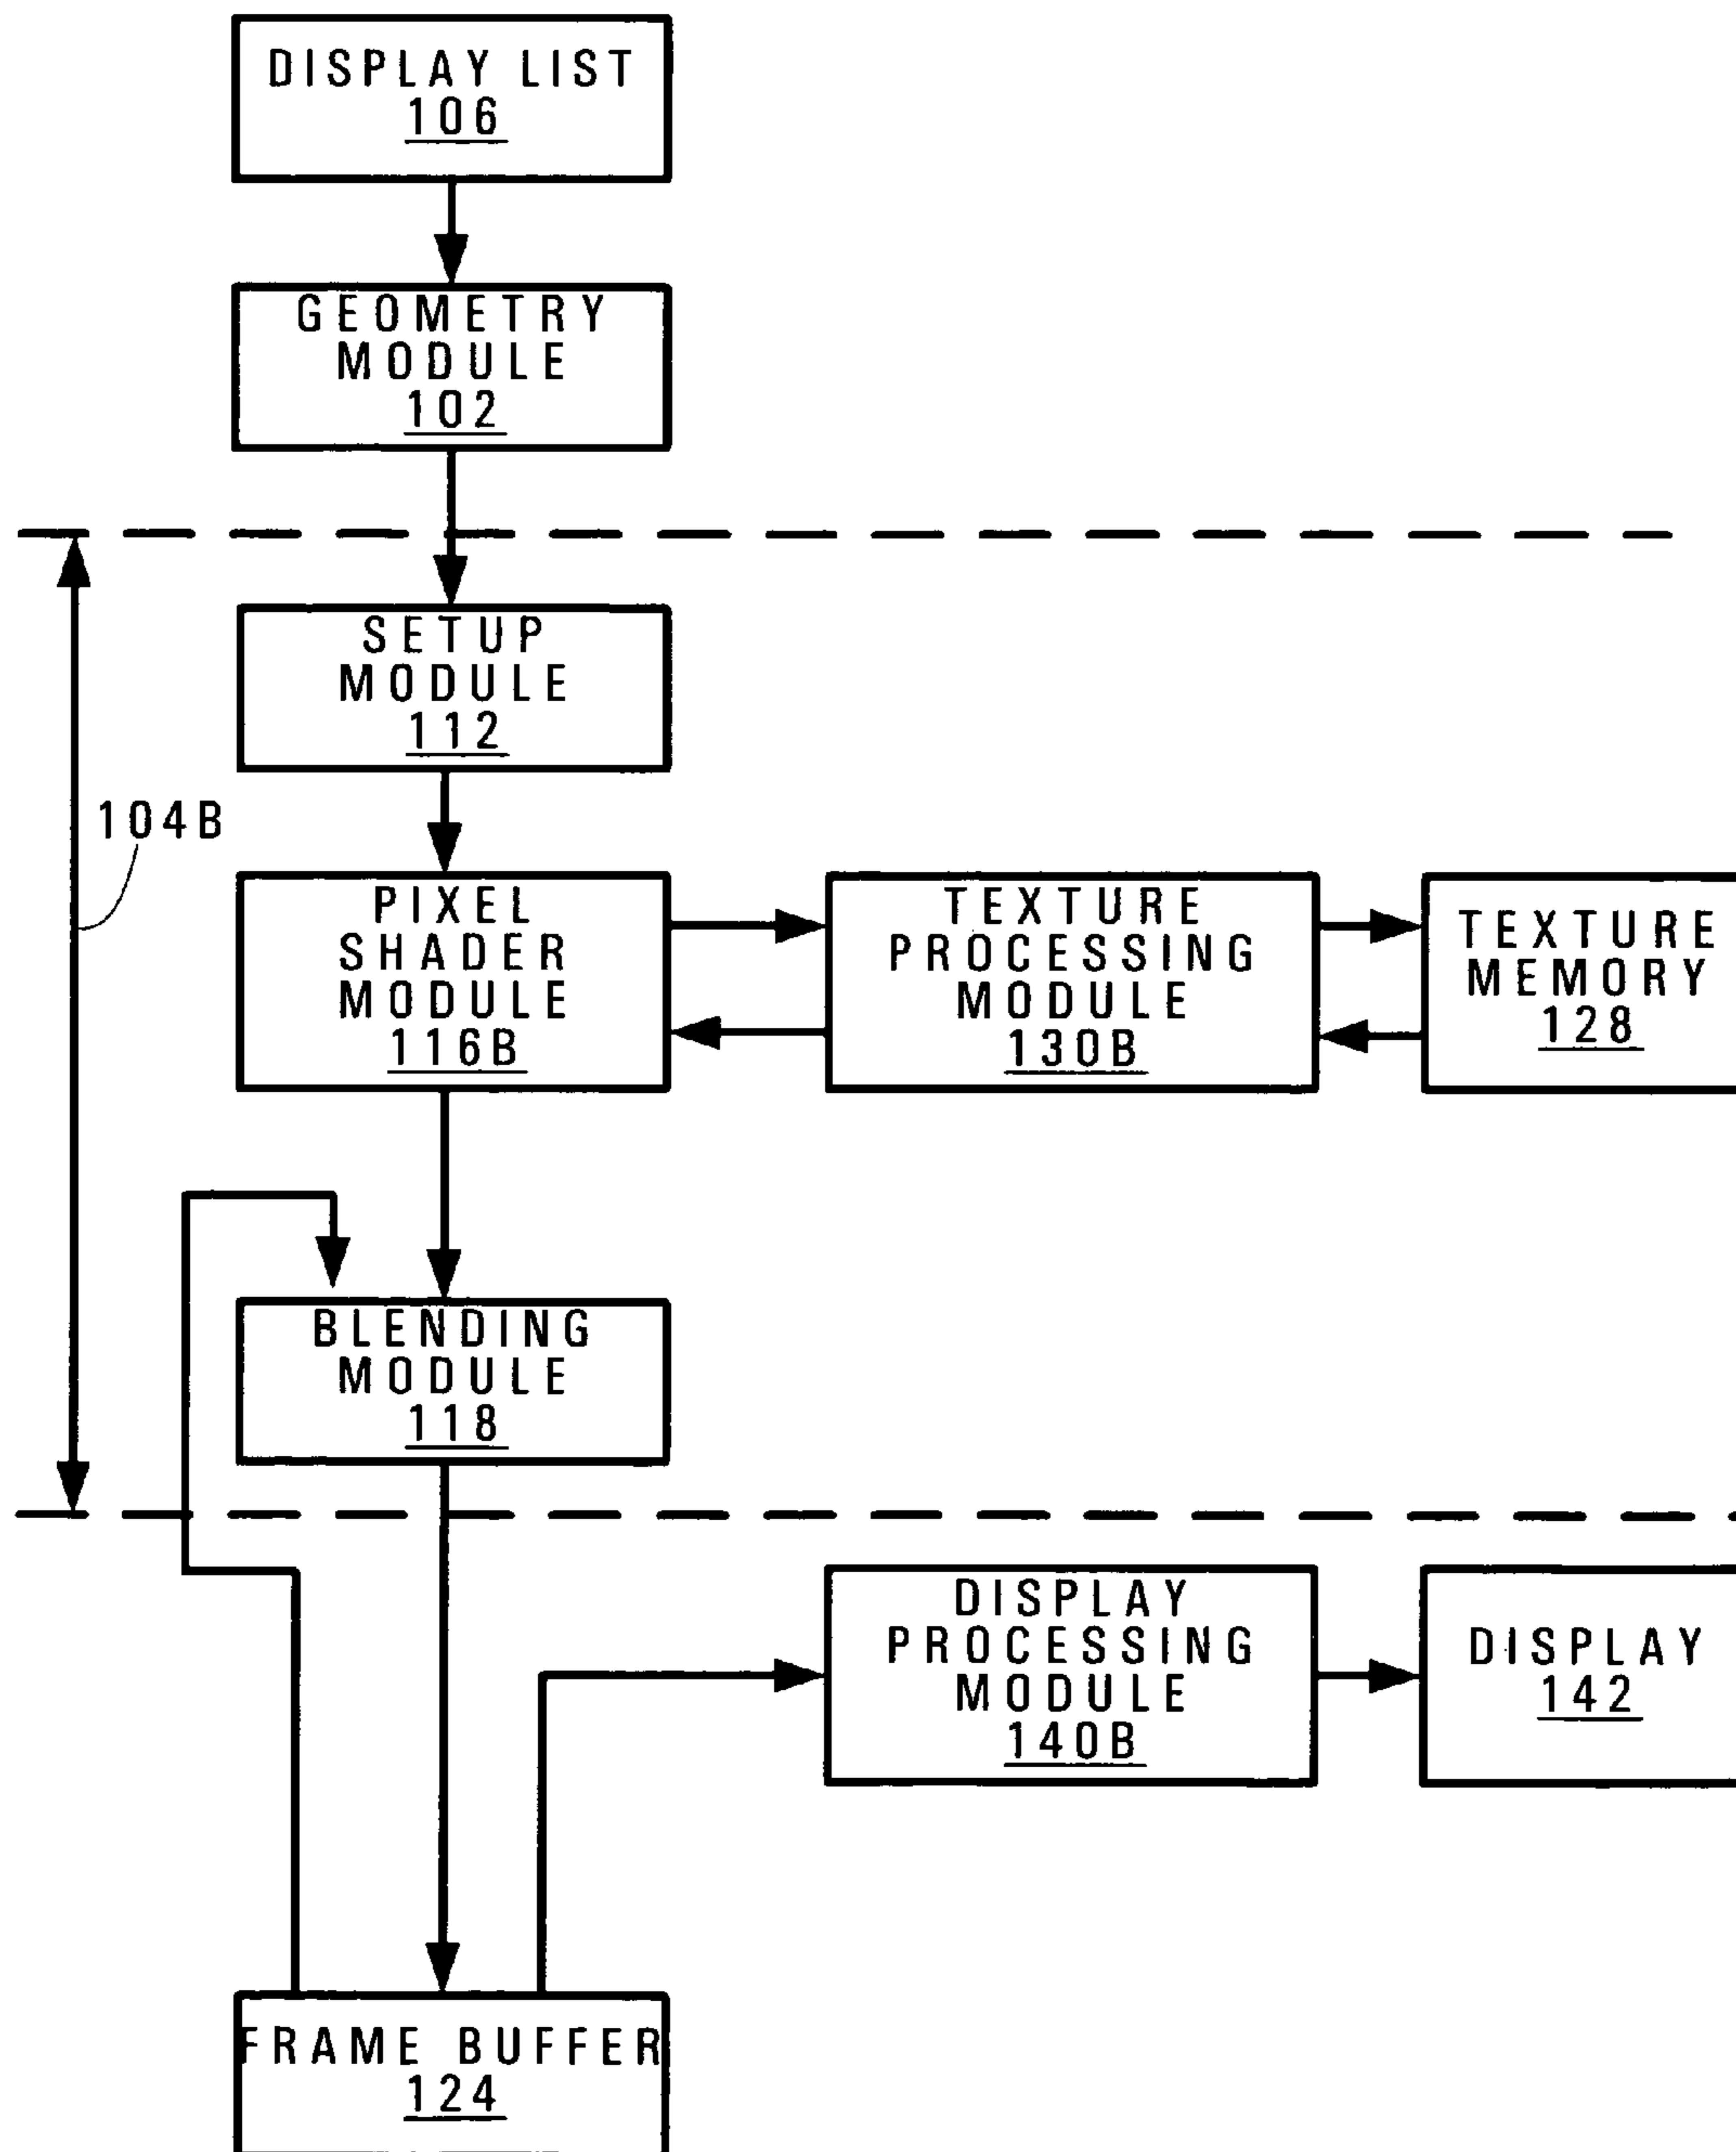 DISPLAY LIST
106
GEOMETRY
MODULE
102
SETUP
MODULE
112
104B
PIXEL
SHADER
MODULE
116B
TEXTURE
PROCESSING
MODULE
130B
TEXTURE
MEMORY
128
BLENDING
MODULE
118
DISPLAY
PROCESSING
MODULE
140B
DISPLAY
142
FRAME BUFFER
124